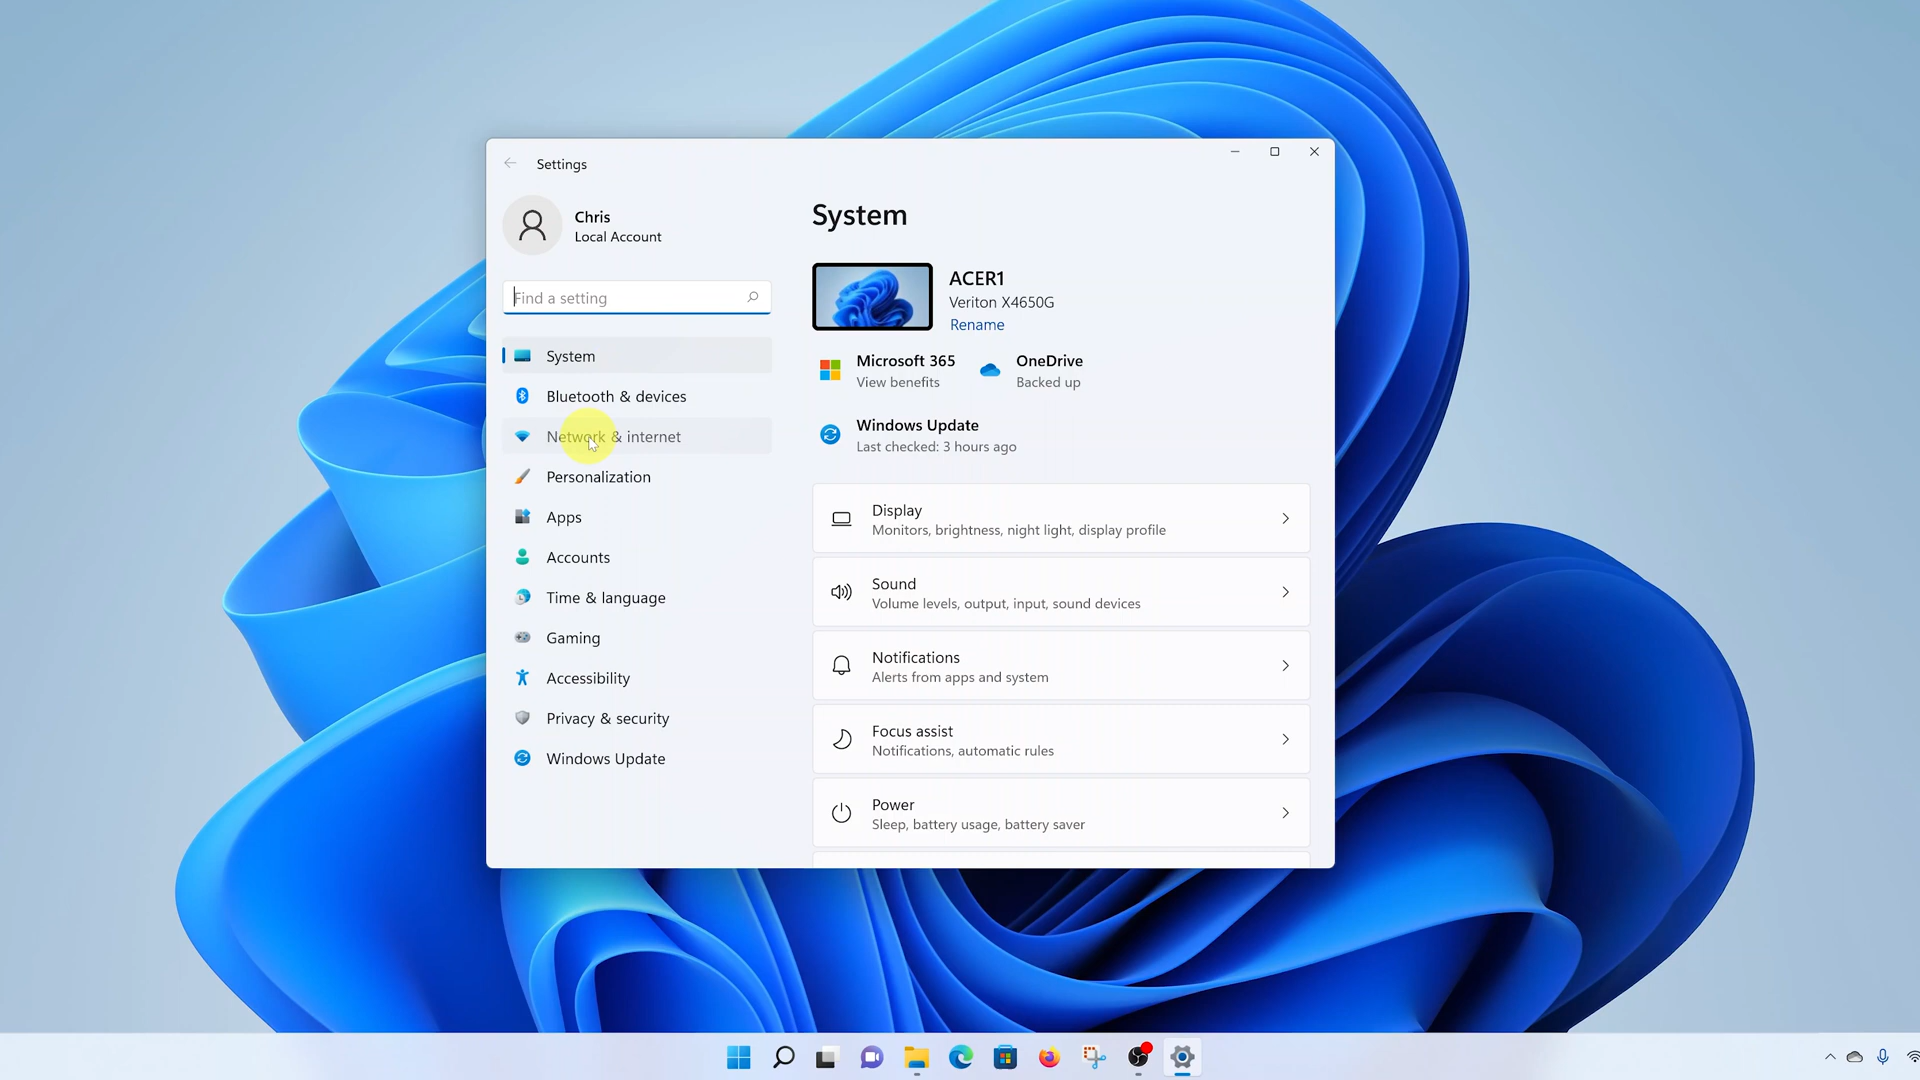 Settings
Chris
Local Account
Find a setting
System
Bluetooth & devices
Network & internet
Personalization
Apps
Accounts
Time & language
Gaming
Accessibility
Privacy & security
Windows Update
System
ACER1
Veriton X4650G
Rename
Microsoft 365
View benefits
OneDrive
Backed up
Windows Update
Last checked: 3 hours ago
Display
Monitors, brightness, night light, display profile
Sound
Volume levels, output, input, sound devices
Notifications
Alerts from apps and system
Focus assist
Notifications, automatic rules
Power
Sleep, battery usage, battery saver